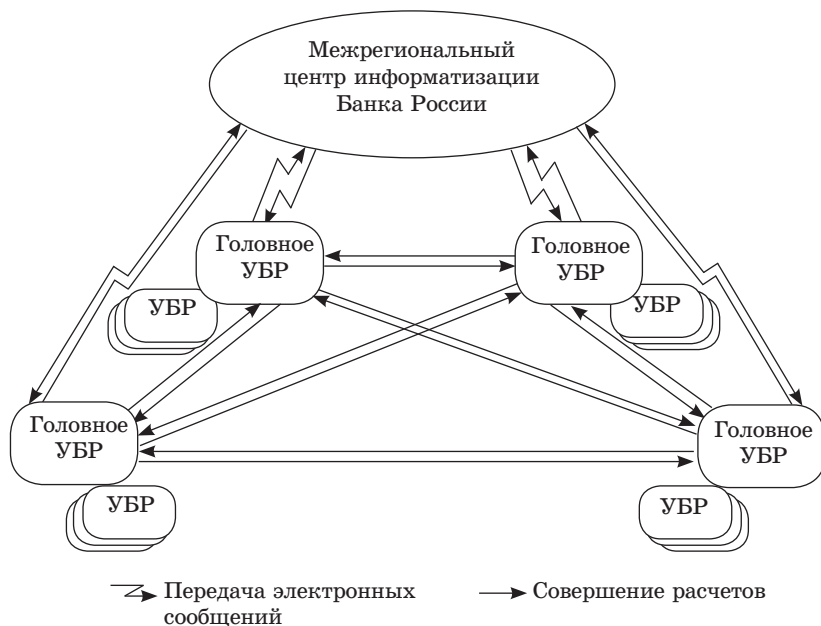 Межрегиональный
центр информатизации
Банка России
Головное
УБР
Головное
УБР
УБР
УБР
Головное
УБР
Головное
УБР
УБР
УБР
Передача электронных
сообщений
Совершение расчетов